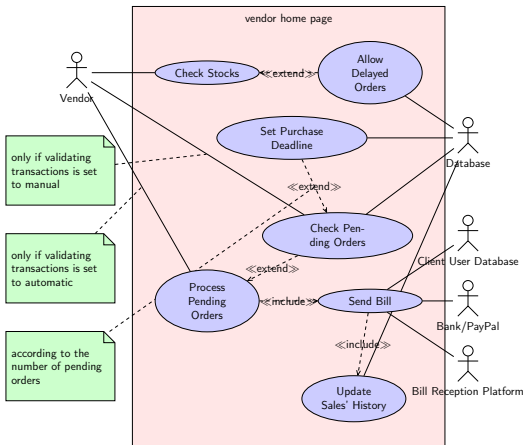 vendor home page
Check Stocks
≪extend≫
Allow
Delayed
Orders
Vendor
Set Purchase
Deadline
Database
only if validating
transactions is set
to manual
≪extend≫
Check Pen-
ding Orders
only if validating
transactions is set
to automatic
Client User Database
≪extend≫
Process
Pending
Orders
≪include≫
Send Bill
Bank/PayPal
≪include≫
according to the
number of pending
orders
Update
Sales' History
Bill Reception Platform